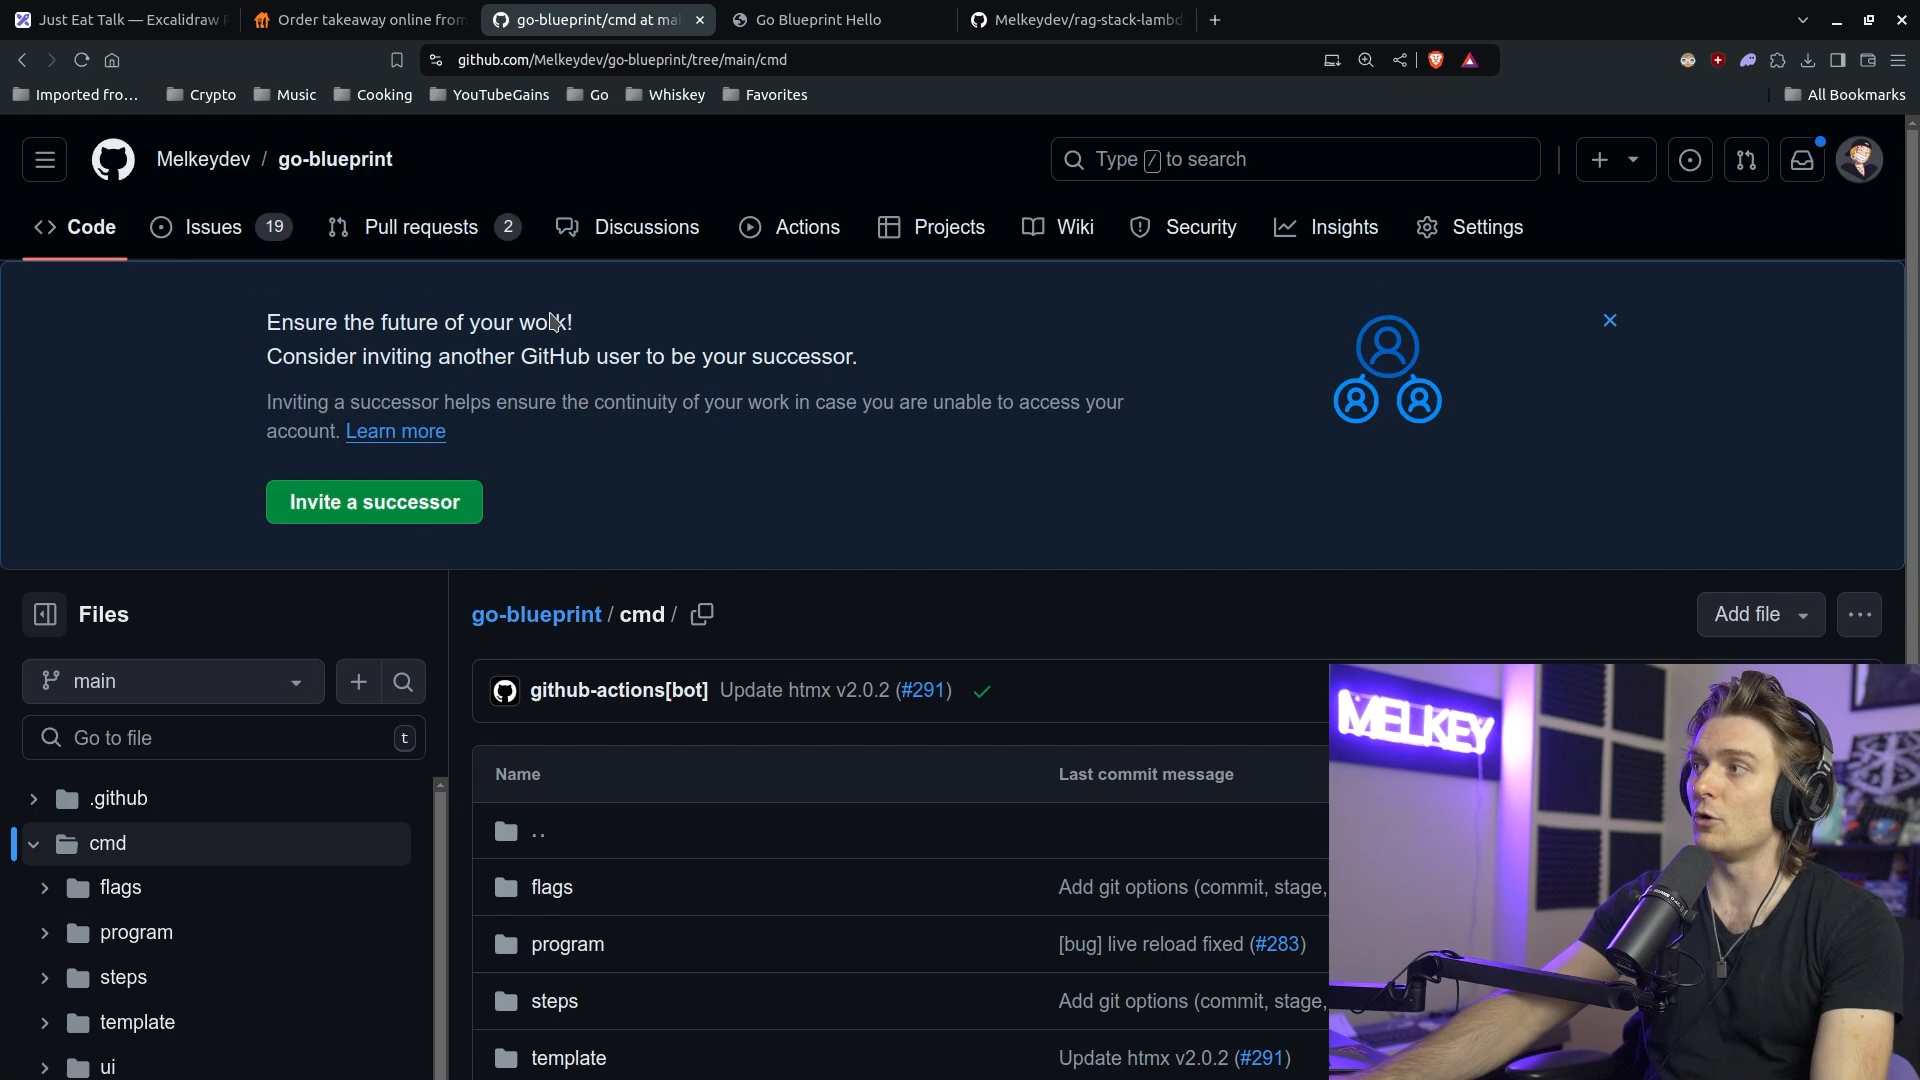 Just Eat Talk — Excalidraw
Order takeaway online from
go-blueprint/cmd at mai
Go Blueprint Hello
Melkeydev/rag-stack-lambd
github.com/Melkeydev/go-blueprint/tree/main/cmd
Imported fro...
Crypto
Music
Cooking
YouTubeGains
Go
Whiskey
Favorites
All Bookmarks
Melkeydev / go-blueprint
Type / to search
Code
Issues 19
Pull requests 2
Discussions
Actions
Projects
Wiki
Security
Insights
Settings
Ensure the future of your work!
Consider inviting another GitHub user to be your successor.
Inviting a successor helps ensure the continuity of your work in case you are unable to access your
account. Learn more
Invite a successor
Files
go-blueprint / cmd /
Add file
main
github-actions[bot] Update htmx v2.0.2 (#291)
Go to file t
Name
Last commit message
.github
..
cmd
flags
program
steps
template
ui
flags
Add git options (commit, stage,
program
[bug] live reload fixed (#283)
steps
Add git options (commit, stage,
template
Update htmx v2.0.2 (#291)
MELKEY